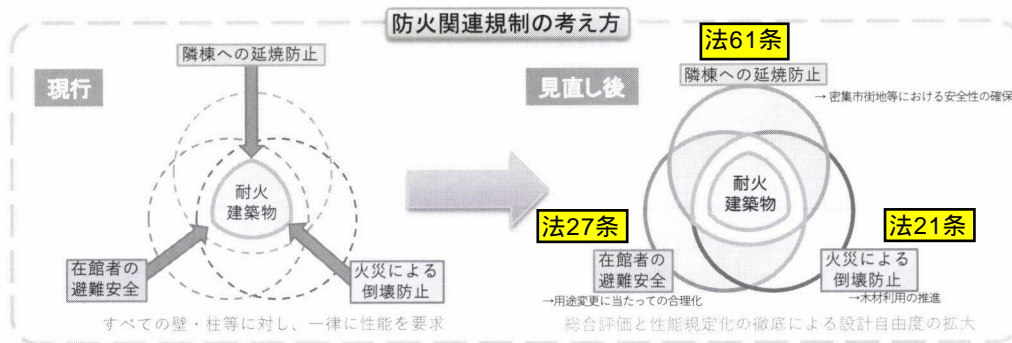 防火関連規制の考え方
現行
隣棟への延焼防止
耐火
建築物
在館者の
避難安全
火災による
倒壊防止
すべての壁・柱等に対し、一律に性能を要求
見直し後
法61条
隣棟への延焼防止
→ 密集市街地等における安全性の確保
耐火
建築物
法27条
在館者の
避難安全
→用途変更に当たっての合理化
法21条
火災による
倒壊防止
→木材利用の推進
総合評価と性能規定化の徹底による設計自由度の拡大